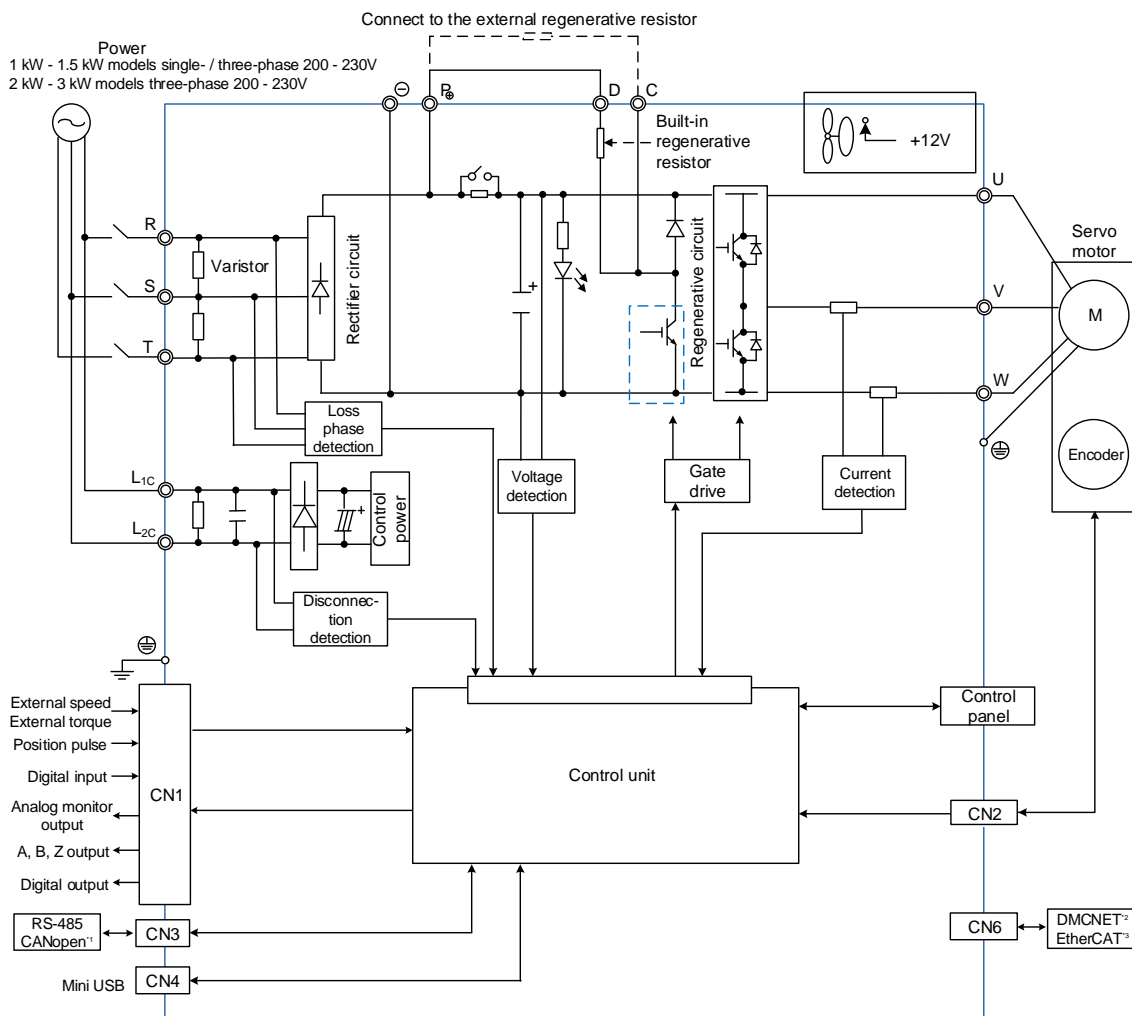 Connect to the external regenerative resistor
Power
1 kW - 1.5 kW models single- / three-phase 200 - 230V
2 kW - 3 kW models three-phase 200 - 230V
P⊕
D
C
Built-in
regenerative
resistor
+12V
U
R
Varistor
Rectifier circuit
Regenerative circuit
Servo
motor
S
V
M
T
W
+
Loss
phase
detection
Voltage
detection
Gate
drive
Current
detection
Encoder
L1C
L2C
+
Control
power
Disconnec-
tion
detection
External speed
External torque
Position pulse
Digital input
Analog monitor
output
A, B, Z output
Digital output
CN1
Control unit
Control
panel
CN2
RS-485
CANopen*1
CN3
CN6
DMCNET*2
EtherCAT*3
Mini USB
CN4